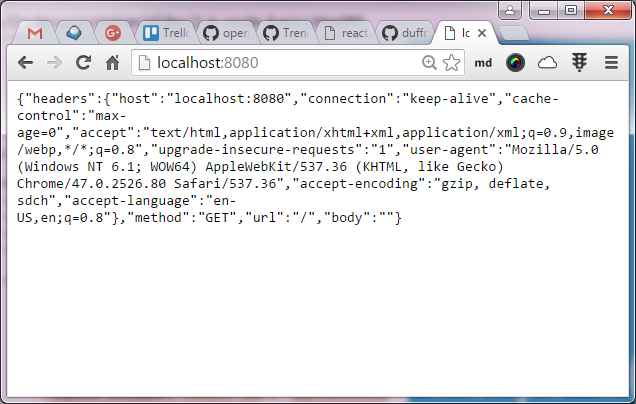 Trell
open
Tren
react
duffr
lc
localhost:8080
md
{"headers":{"host":"localhost:8080","connection":"keep-alive","cache-
control":"max-
age=0","accept":"text/html,application/xhtml+xml,application/xml;q=0.9,image
/webp,*/*;q=0.8","upgrade-insecure-requests":"1","user-agent":"Mozilla/5.0
(Windows NT 6.1; WOW64) AppleWebKit/537.36 (KHTML, like Gecko)
Chrome/47.0.2526.80 Safari/537.36","accept-encoding":"gzip, deflate,
sdch","accept-language":"en-
US,en;q=0.8"},"method":"GET","url":"/","body":""}